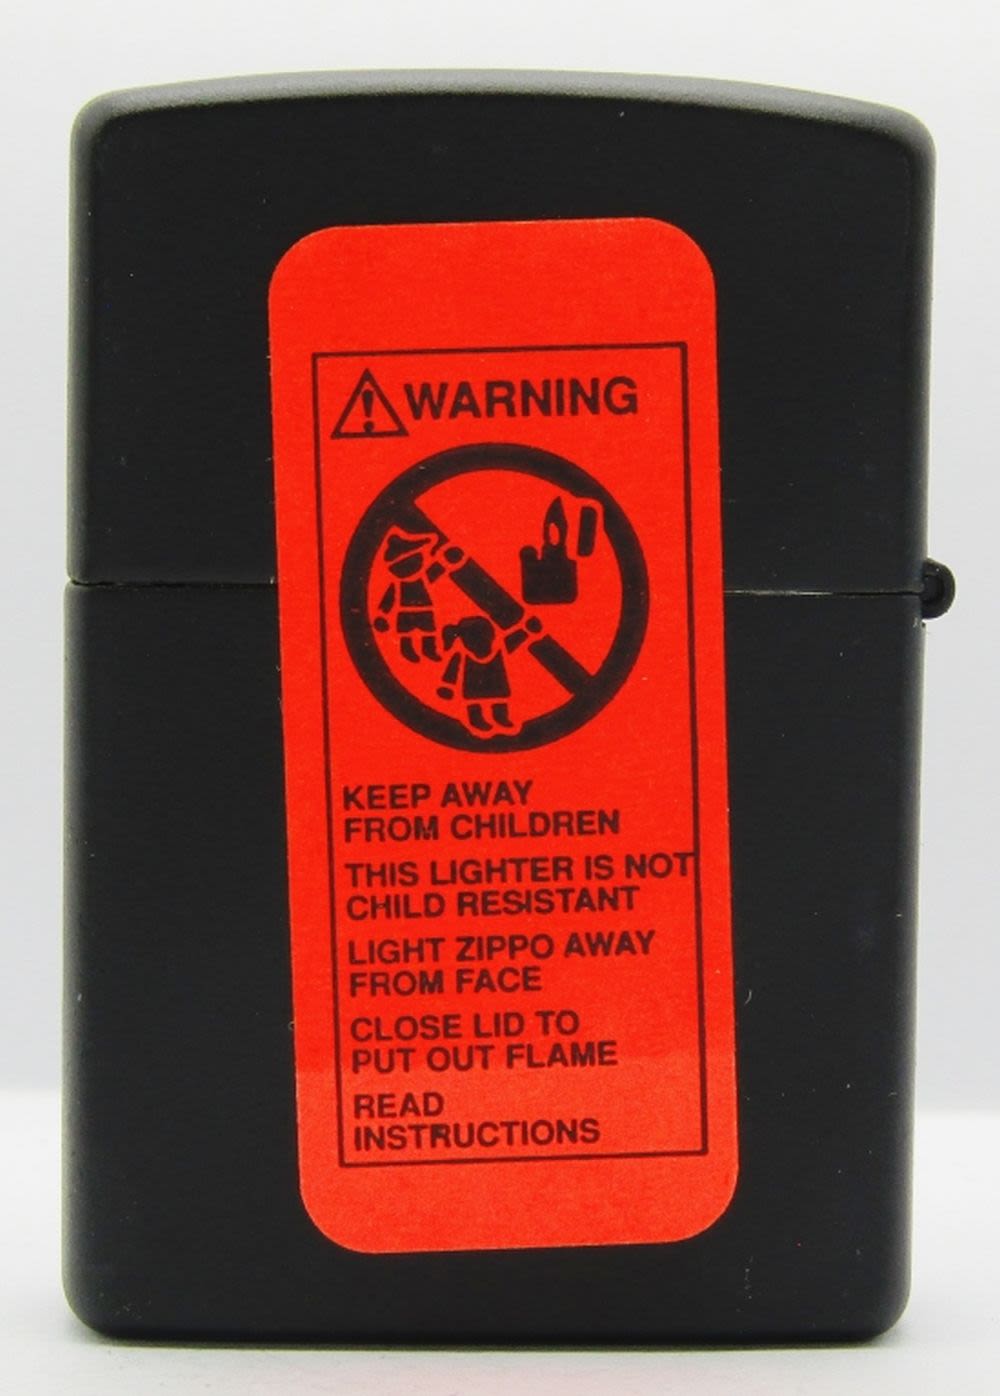 WARNING
KEEP AWAY
FROM CHILDREN
THIS LIGHTER IS NOT
CHILD RESISTANT
LIGHT ZIPPO AWAY
FROM FACE
CLOSE LID TO
PUT OUT FLAME
READ
INSTRUCTIONS